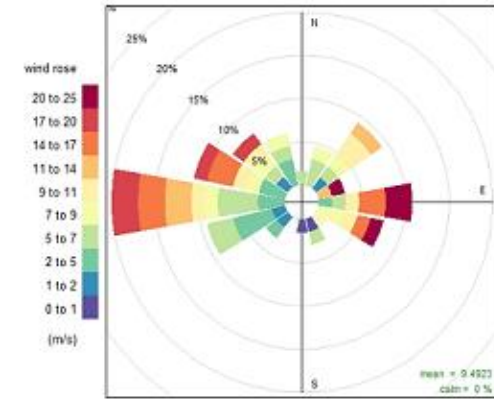 25%
N
wind rose
20%
20 to 25
15%
17 to 20
14 to 17
10%
11 to 14
5%
9 to 11
E
7 to 9
5 to 7
2 to 5
1 to 2
0 to 1
(m/s)
mean = 9.4923
S
calm = 0 %